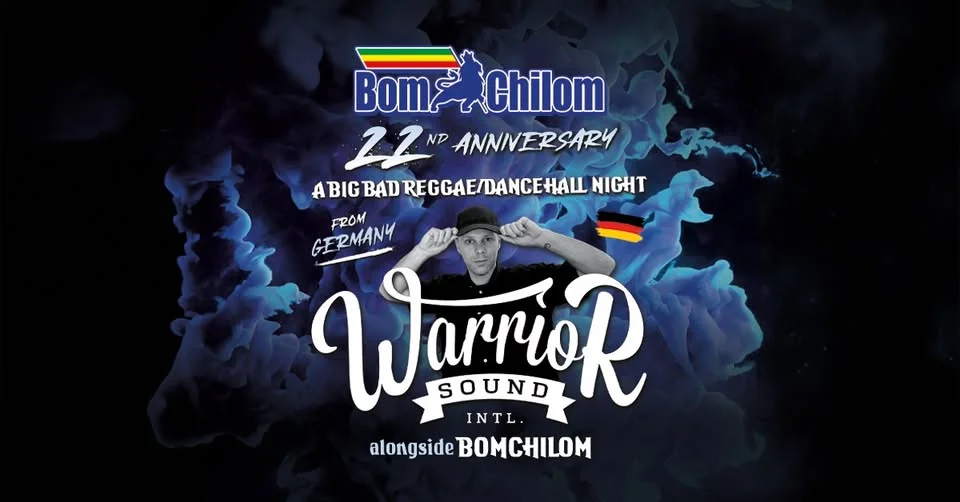 Bom Chilom
22ND ANNIVERSARY
A BIG BAD REGGAE/DANCEHALL NIGHT
FROM
GERMANY
WarrioR
SOUND
INTL.
alongside BOMCHILOM